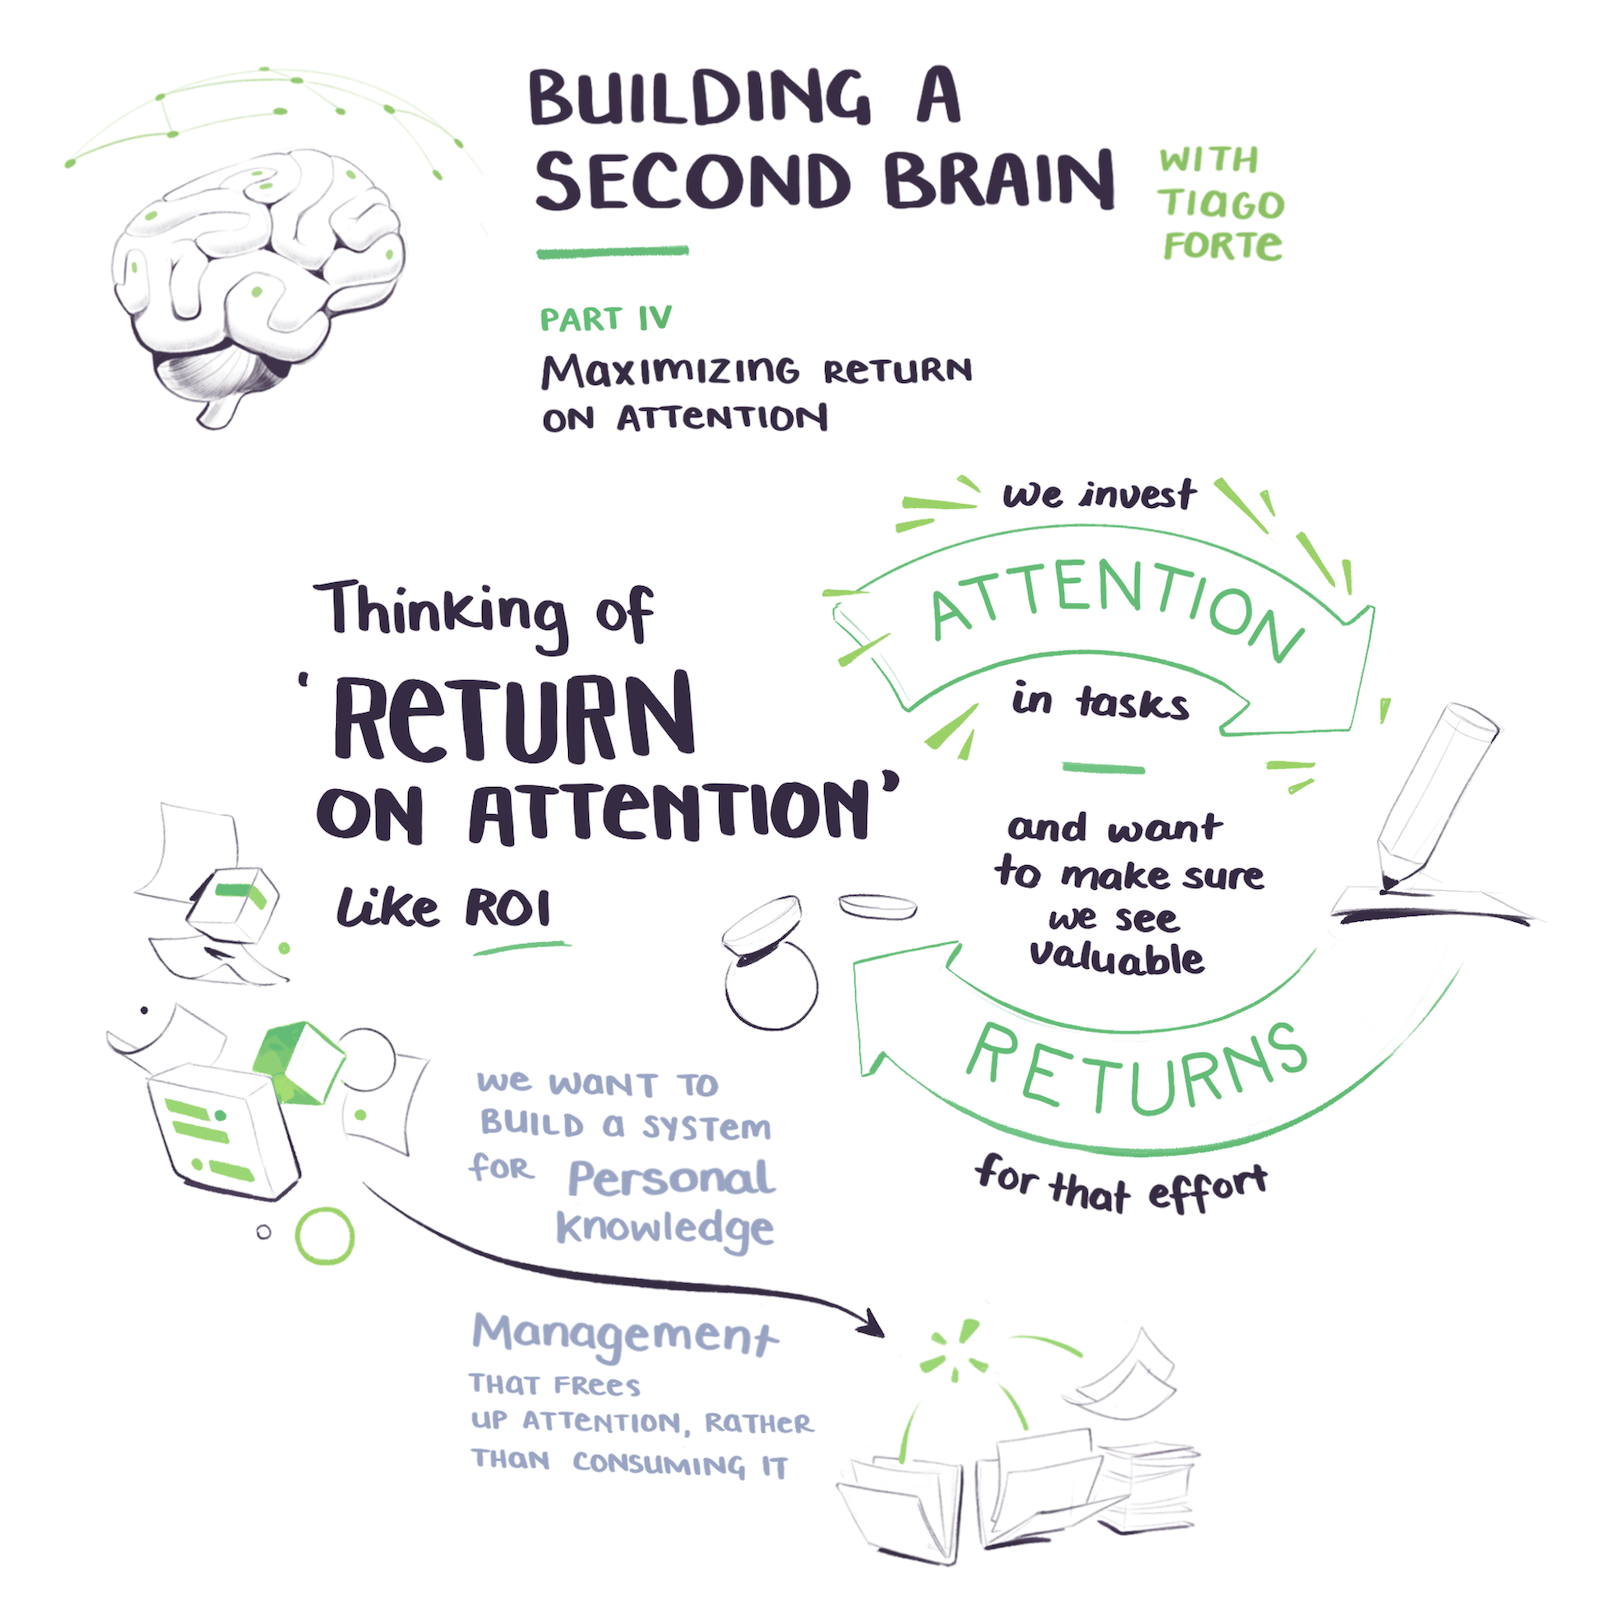 BUILDING A
SECOND BRAIN
WITH
TIAGO
FORTE
PART IV
MAXIMIZING RETURN
ON ATTENTION
Thinking of
'RETURN
ON ATTENTION'
Like ROI
we invest
ATTENTION
in tasks
and want
to make sure
we see
valuable
RETURNS
for that effort
WE WANT TO
BUILD A SYSTEM
FOR Personal
Knowledge
Management
THAT FREES
UP ATTENTION, RATHER
THAN CONSUMING IT